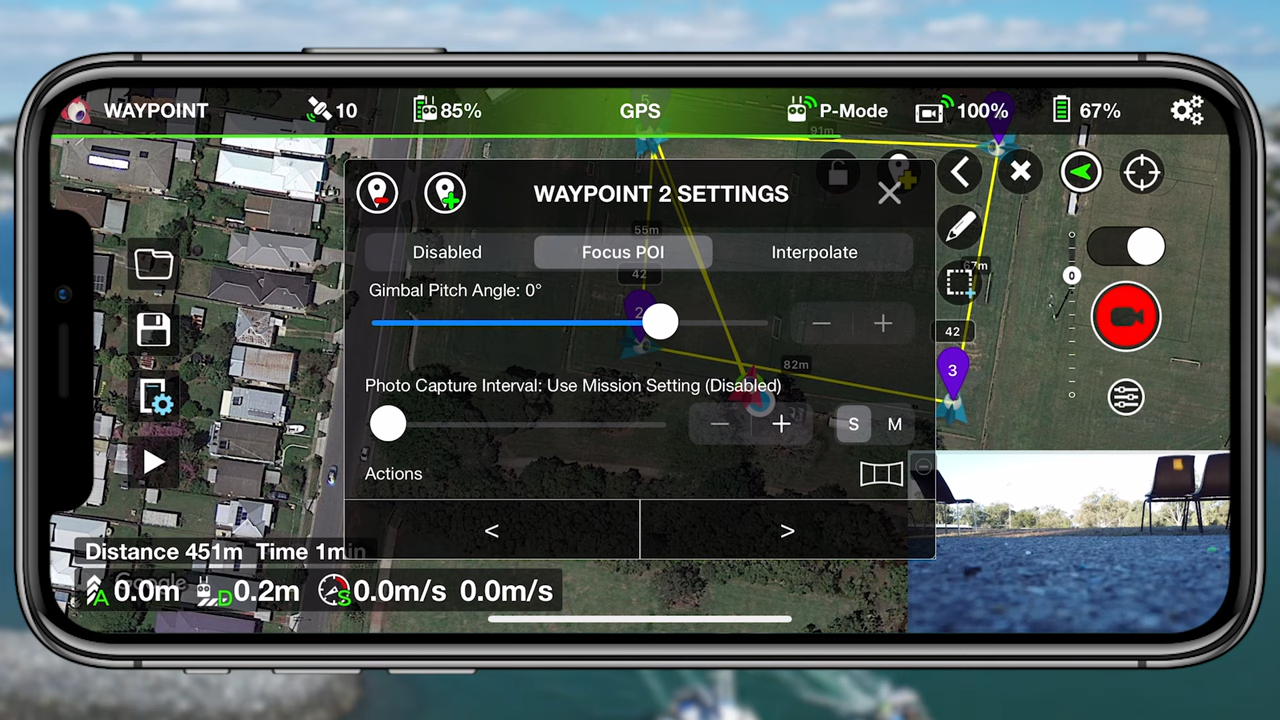 WAYPOINT 10 85% GPS P-Mode 100% 67%
91m
WAYPOINT 2 SETTINGS
55m
Disabled Focus POI Interpolate
42
Gimbal Pitch Angle: 0°
2
0
42
82m
3
Photo Capture Interval: Use Mission Setting (Disabled)
S M
Actions
< >
Distance 451m Time 1min
Google
A 0.0m D 0.2m S 0.0m/s 0.0m/s